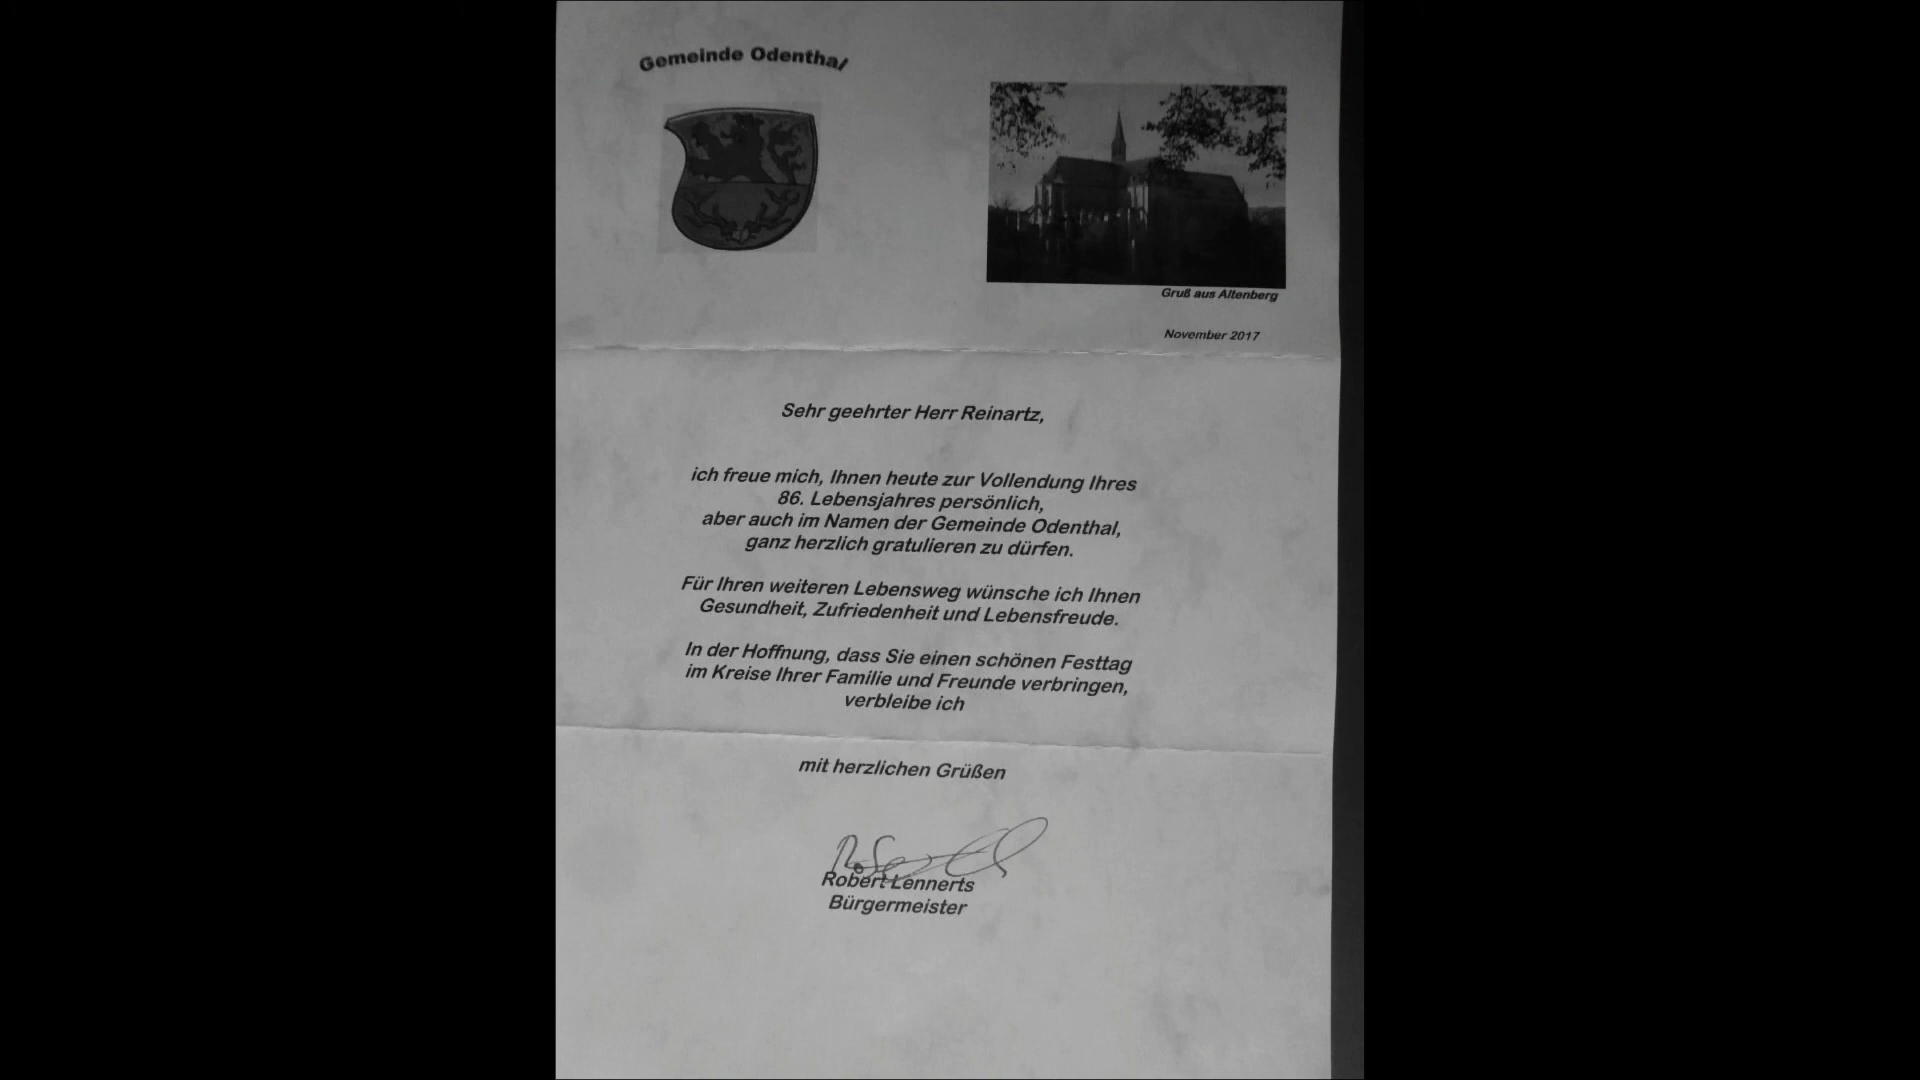 Gemeinde Odenthal
Gruß aus Altenberg
November 2017
Sehr geehrter Herr Reinartz,
ich freue mich, Ihnen heute zur Vollendung Ihres
86. Lebensjahres persönlich,
aber auch im Namen der Gemeinde Odenthal,
ganz herzlich gratulieren zu dürfen.
Für Ihren weiteren Lebensweg wünsche ich Ihnen
Gesundheit, Zufriedenheit und Lebensfreude.
In der Hoffnung, dass Sie einen schönen Festtag
im Kreise Ihrer Familie und Freunde verbringen,
verbleibe ich
mit herzlichen Grüßen
Robert Lennerts
Bürgermeister